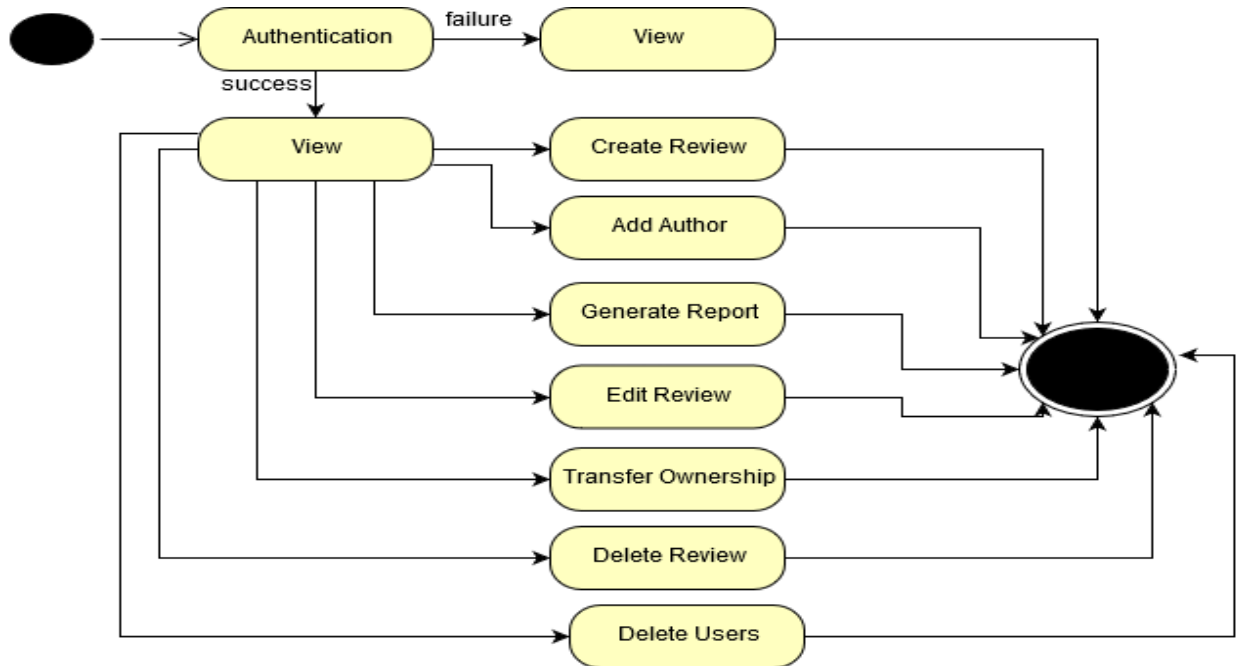 failure
Authentication
View
success
View
Create Review
Add Author
Generate Report
Edit Review
Transfer Ownership
Delete Review
Delete Users